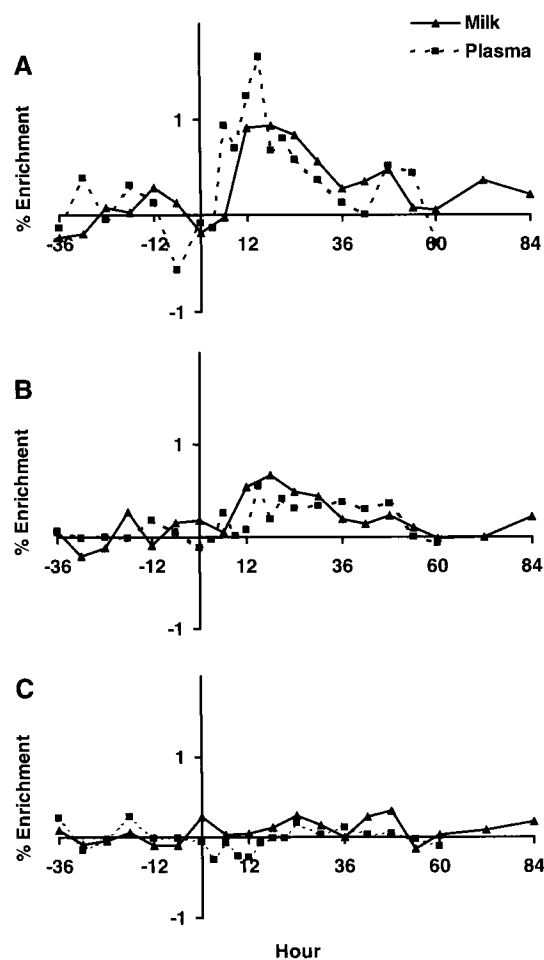 Milk
Plasma
A
% Enrichment
1
-36 -12 12 36 60 84
-1
B
% Enrichment
1
-36 -12 12 36 60 84
-1
C
% Enrichment
1
-36 -12 12 36 60 84
-1
Hour